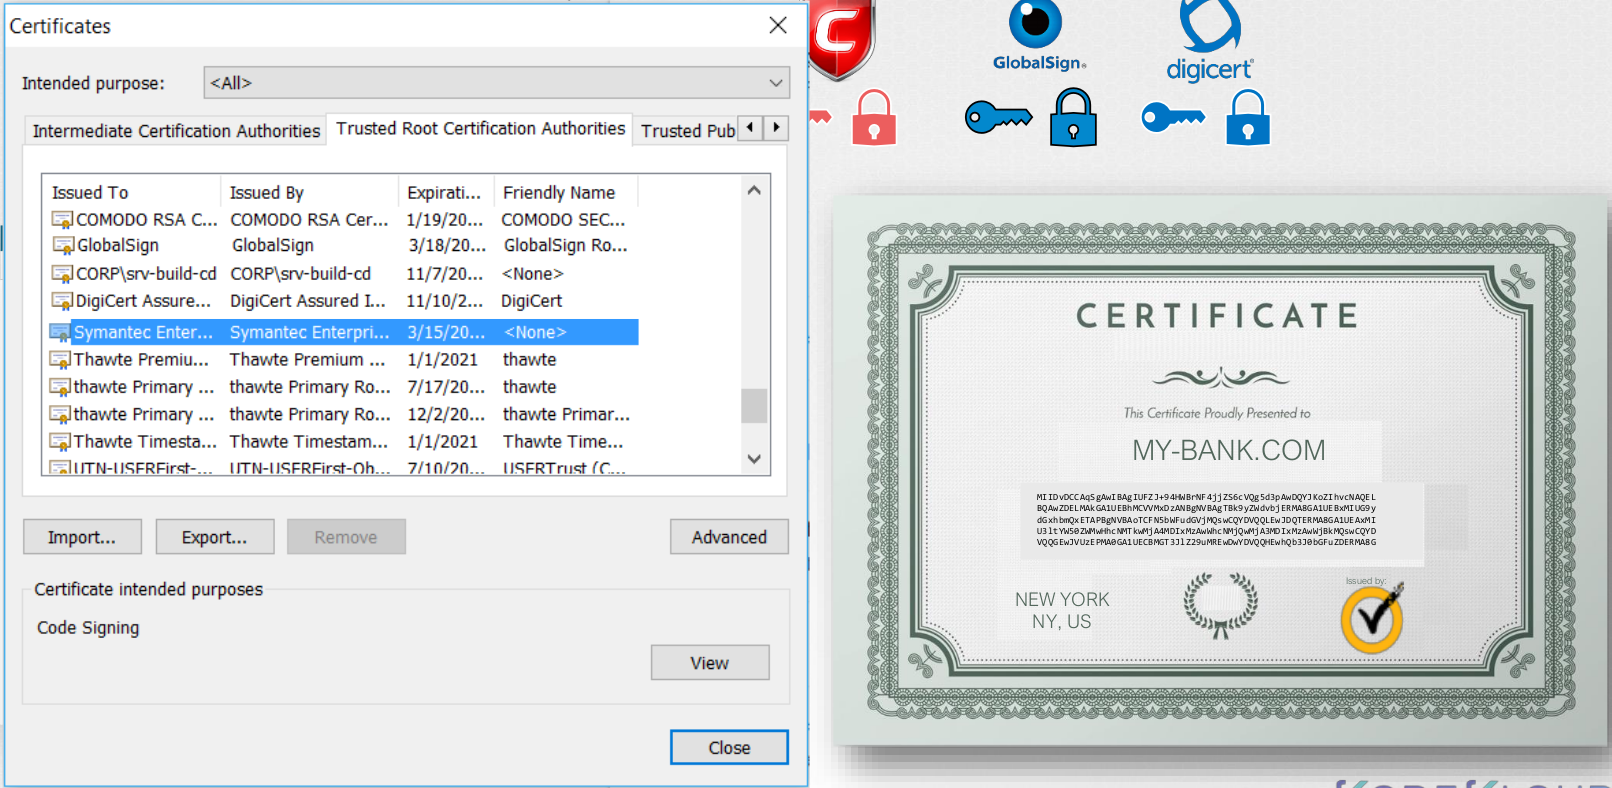 Certificates
Intended purpose: <All>
Intermediate Certification Authorities Trusted Root Certification Authorities Trusted Pub
Issued To Issued By Expirati... Friendly Name
COMODO RSA C... COMODO RSA Cer... 1/19/20... COMODO SEC...
GlobalSign GlobalSign 3/18/20... GlobalSign Ro...
CORP\srv-build-cd CORP\srv-build-cd 11/7/20... <None>
DigiCert Assure... DigiCert Assured I... 11/10/2... DigiCert
Symantec Enter... Symantec Enterpri... 3/15/20... <None>
Thawte Premiu... Thawte Premium ... 1/1/2021 thawte
thawte Primary ... thawte Primary Ro... 7/17/20... thawte
thawte Primary ... thawte Primary Ro... 12/2/20... thawte Primar...
Thawte Timesta... Thawte Timestam... 1/1/2021 Thawte Time...
UTN-USERFirst-... UTN-USERFirst-Ob... 7/10/20... USERTrust (C...
Import... Export... Remove Advanced
Certificate intended purposes
Code Signing
View
Close
C
GlobalSign
digicert
CERTIFICATE
This Certificate Proudly Presented to
MY-BANK.COM
MIIDvDCCAqSgAwIBAgIUFZJ+94HWBrNF4jjZS6cVQg5d3pAwDQYJKoZIhvcNAQEL
BQAwZDELMAkGA1UEBhMCVVMxDzANBgNVBAgTBk9yZWdvbjERMA8GA1UEBxMIUG9y
dGxhbmQxETAPBgNVBAoTCFN5bWFudGVjMQswCQYDVQQLEwJDQTERMA8GA1UEAxMI
U3ltYW50ZWMwHhcNMTkwMjA4MDIxMzAwWhcNMjQwMjA3MDIxMzAwWjBkMQswCQYD
VQQGEwJVUzEPMA0GA1UECBMGT3JlZ29uMREwDwYDVQQHEwhQb3J0bGFuZDERMA8G
NEW YORK
NY, US
Issued by: